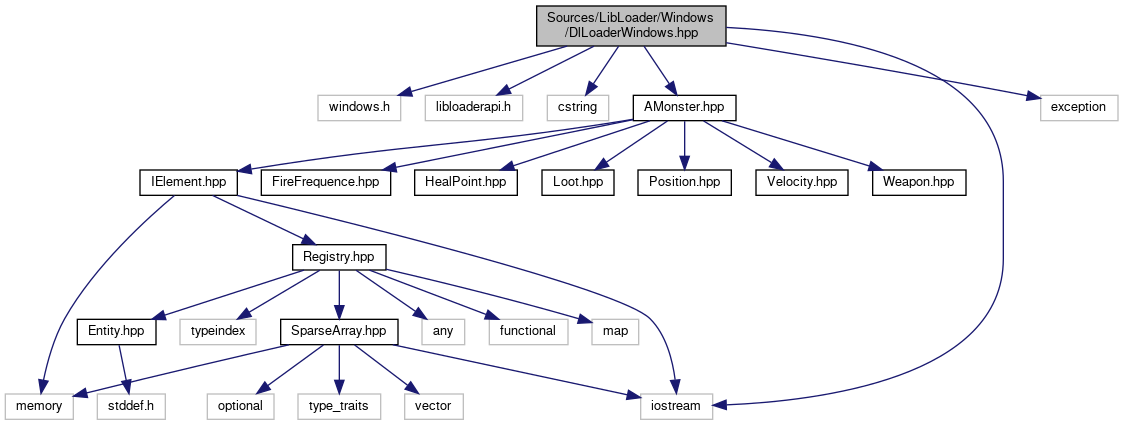 Sources/LibLoader/Windows
/DlLoaderWindows.hpp
windows.h
libloaderapi.h
cstring
AMonster.hpp
exception
IElement.hpp
FireFrequence.hpp
HealPoint.hpp
Loot.hpp
Position.hpp
Velocity.hpp
Weapon.hpp
Registry.hpp
Entity.hpp
typeindex
SparseArray.hpp
any
functional
map
memory
stddef.h
optional
type_traits
vector
iostream